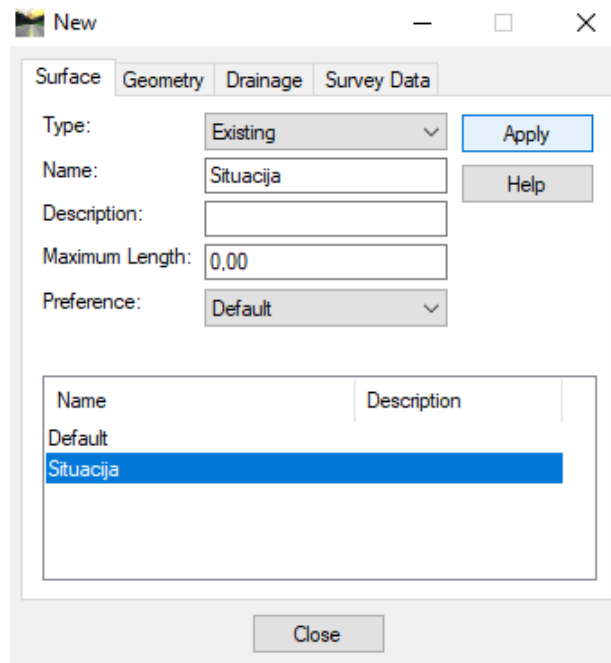 New
Surface Geometry Drainage Survey Data
Type: Existing Apply
Name: Situacija Help
Description:
Maximum Length: 0,00
Preference: Default
Name Description
Default
Situacija
Close